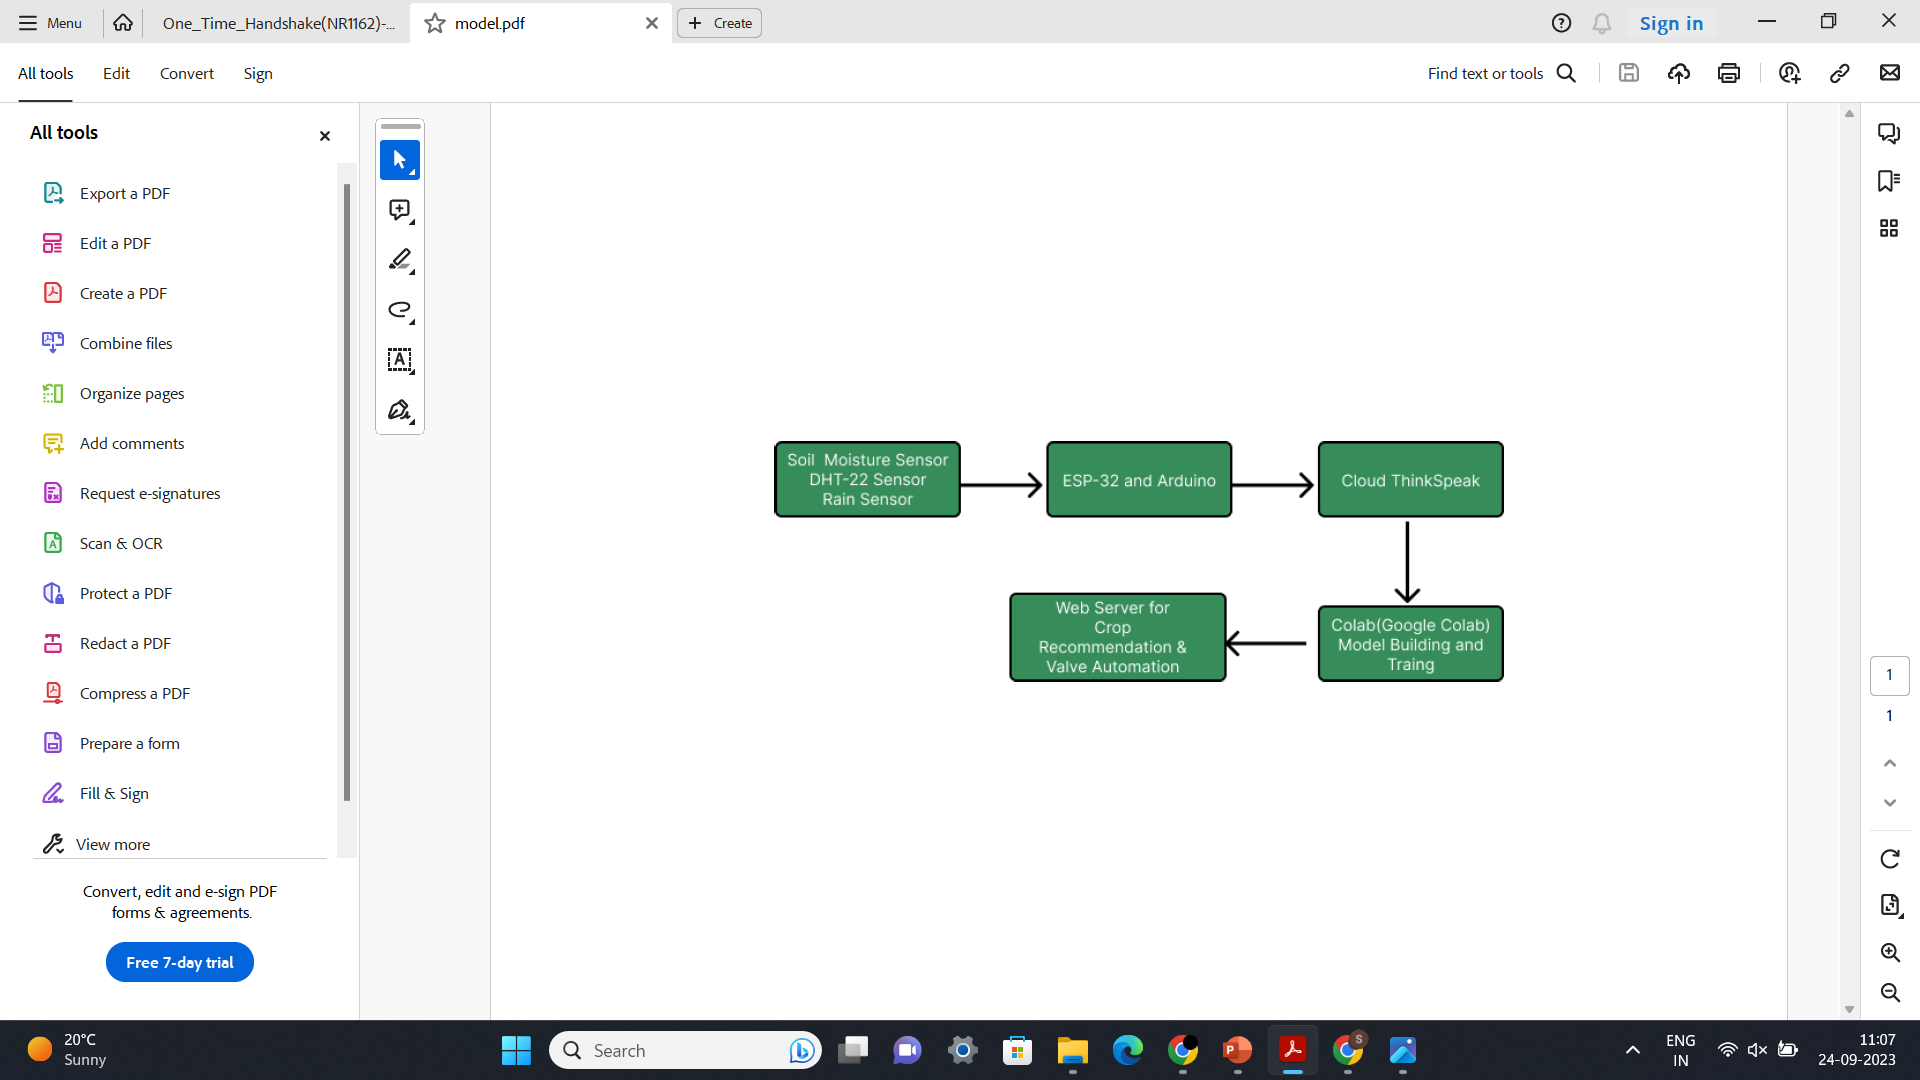 Menu
One_Time_Handshake(NR1162)-...
model.pdf
Create
Sign in
All tools
Edit
Convert
Sign
Find text or tools
All tools
Export a PDF
Edit a PDF
Create a PDF
Combine files
Organize pages
Add comments
Request e-signatures
Scan & OCR
Protect a PDF
Redact a PDF
Compress a PDF
Prepare a form
Fill & Sign
View more
Convert, edit and e-sign PDF
forms & agreements.
Free 7-day trial
Soil  Moisture Sensor
DHT-22 Sensor
Rain Sensor
ESP-32 and Arduino
Cloud ThinkSpeak
Web Server for
Crop
Recommendation &
Valve Automation
Colab(Google Colab)
Model Building and
Traing
1
1
20°C
Sunny
Search
S
ENG
IN
11:07
24-09-2023